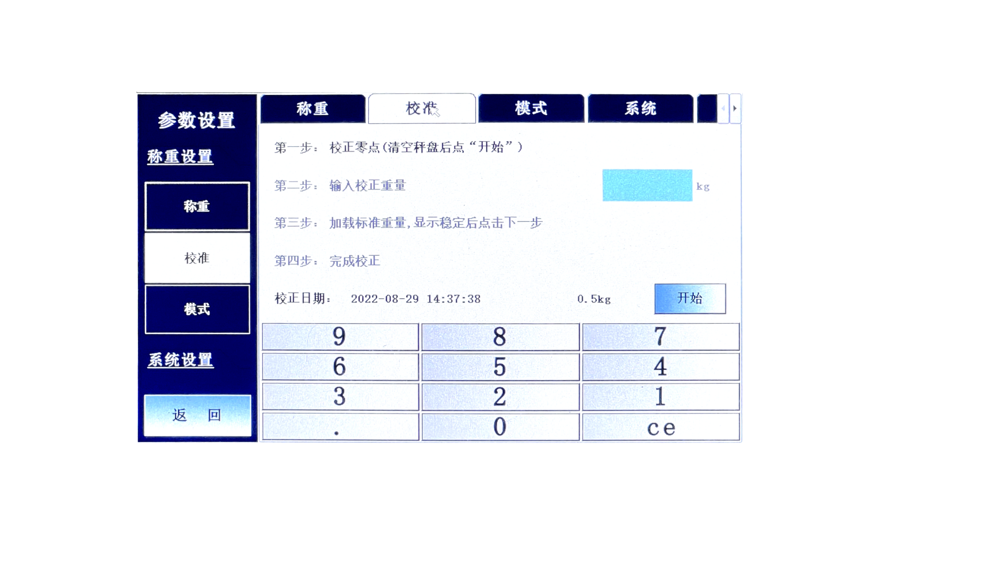 参数设置
称重设置
称重
校准
模式
系统设置
返 回
称重
校准
模式
系统
第一步: 校正零点(清空秤盘后点“开始”)
第二步: 输入校正重量
kg
第三步: 加载标准重量,显示稳定后点击下一步
第四步: 完成校正
校正日期: 2022-08-29 14:37:38 0.5kg
开始
9 8 7
6 5 4
3 2 1
. 0 ce